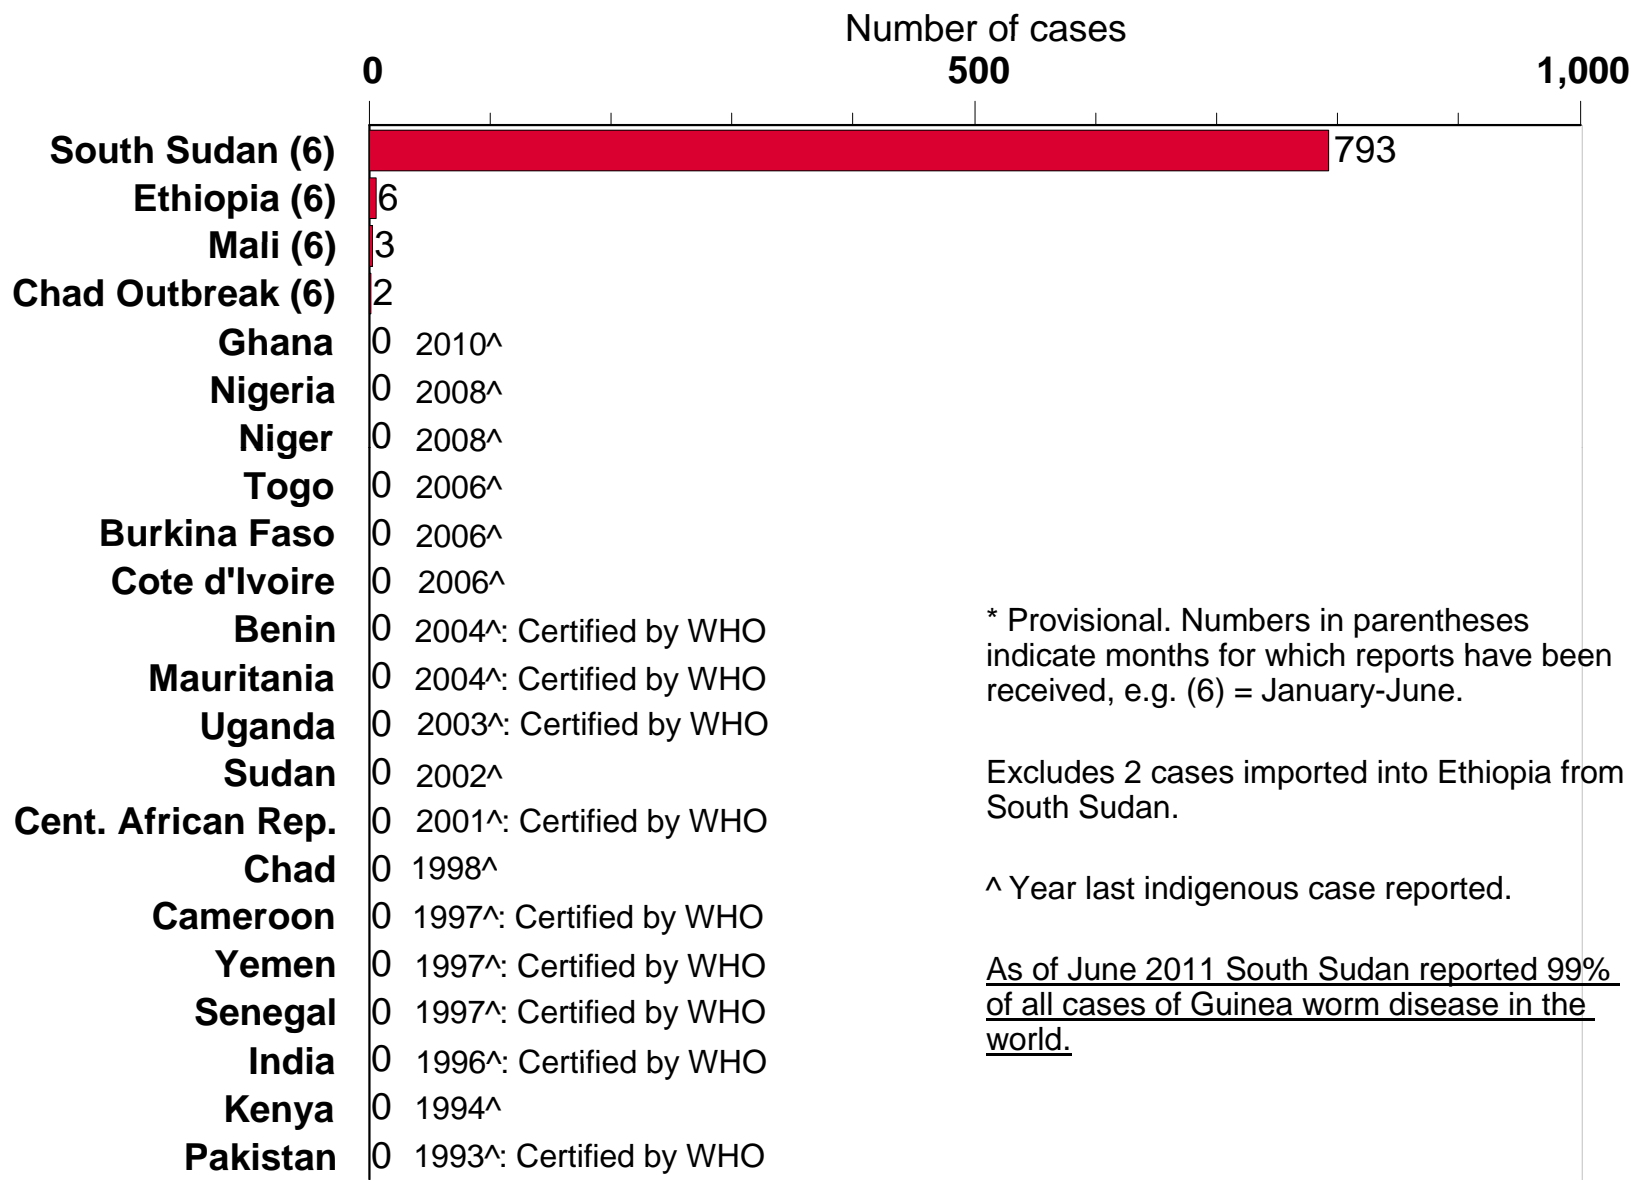 Number of cases
0 500 1,000
South Sudan (6) 793
Ethiopia (6) 6
Mali (6) 3
Chad Outbreak (6) 2
Ghana 0 2010^
Nigeria 0 2008^
Niger 0 2008^
Togo 0 2006^
Burkina Faso 0 2006^
Cote d'Ivoire 0 2006^
Benin 0 2004^: Certified by WHO
Mauritania 0 2004^: Certified by WHO
Uganda 0 2003^: Certified by WHO
Sudan 0 2002^
Cent. African Rep. 0 2001^: Certified by WHO
Chad 0 1998^
Cameroon 0 1997^: Certified by WHO
Yemen 0 1997^: Certified by WHO
Senegal 0 1997^: Certified by WHO
India 0 1996^: Certified by WHO
Kenya 0 1994^
Pakistan 0 1993^: Certified by WHO
* Provisional. Numbers in parentheses
indicate months for which reports have been
received, e.g. (6) = January-June.
Excludes 2 cases imported into Ethiopia from
South Sudan.
^ Year last indigenous case reported.
As of June 2011 South Sudan reported 99%
of all cases of Guinea worm disease in the
world.